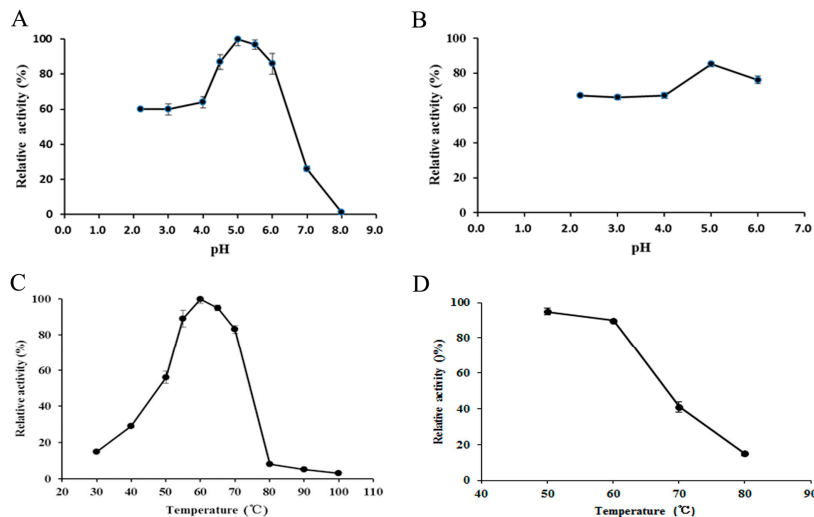 A
Relative activity (%)
100
80
60
40
20
0
0.0 1.0 2.0 3.0 4.0 5.0 6.0 7.0 8.0 9.0
pH
B
Relative activity (%)
100
80
60
40
20
0
0.0 1.0 2.0 3.0 4.0 5.0 6.0 7.0
pH
C
Relative activity (%)
100
80
60
40
20
0
20 30 40 50 60 70 80 90 100 110
Temperature (℃)
D
Relative activity ()%)
100
80
60
40
20
0
40 50 60 70 80 90
Temperature (℃)